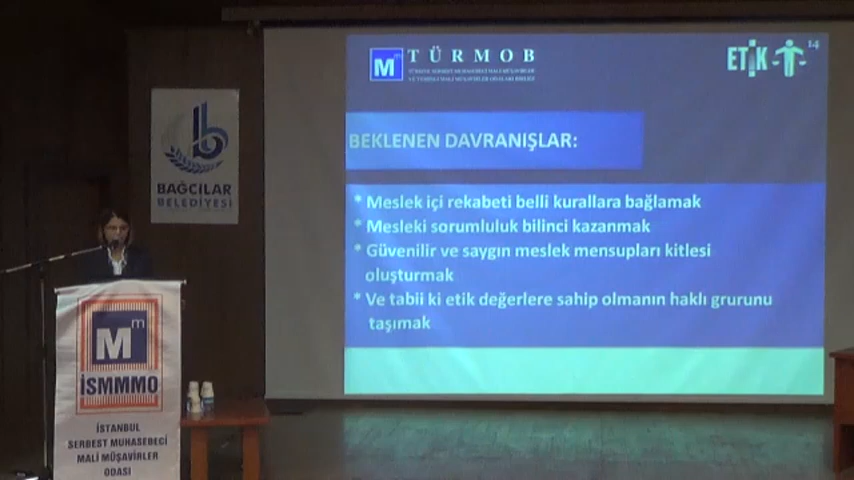 TÜRMOB
ETİK
14
BEKLENEN DAVRANIŞLAR:
* Meslek içi rekabeti belli kurallara bağlamak
* Mesleki sorumluluk bilinci kazanmak
* Güvenilir ve saygın meslek mensupları kitlesi
oluşturmak
* Ve tabii ki etik değerlere sahip olmanın haklı grurunu
taşımak
b
BAĞCILAR
BELEDİYESİ
Mm
İSMMMO
İSTANBUL
SERBEST MUHASEBECİ
MALİ MÜŞAVİRLER
ODASI